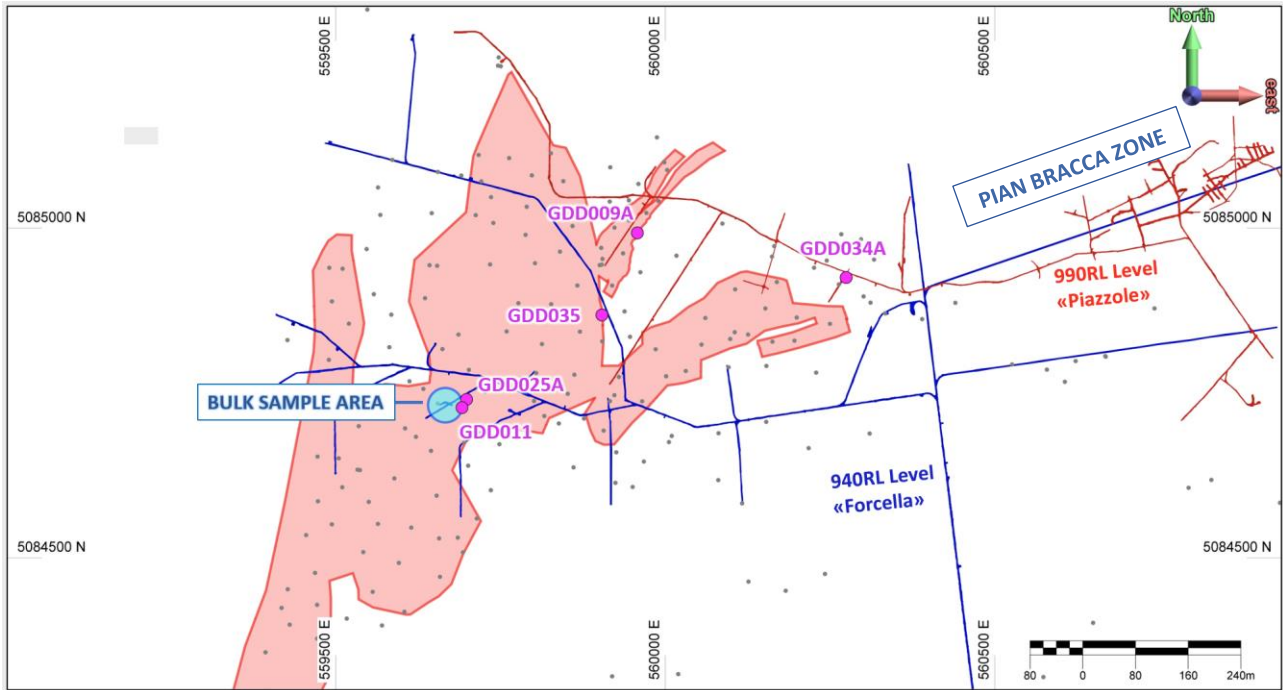 559500 E
560000 E
560500 E
North
east
PIAN BRACCA ZONE
5085000 N
5085000 N
GDD009A
GDD034A
990RL Level
«Piazzole»
GDD035
BULK SAMPLE AREA
GDD025A
GDD011
940RL Level
«Forcella»
5084500 N
5084500 N
559500 E
560000 E
560500 E
80 0 80 160 240m